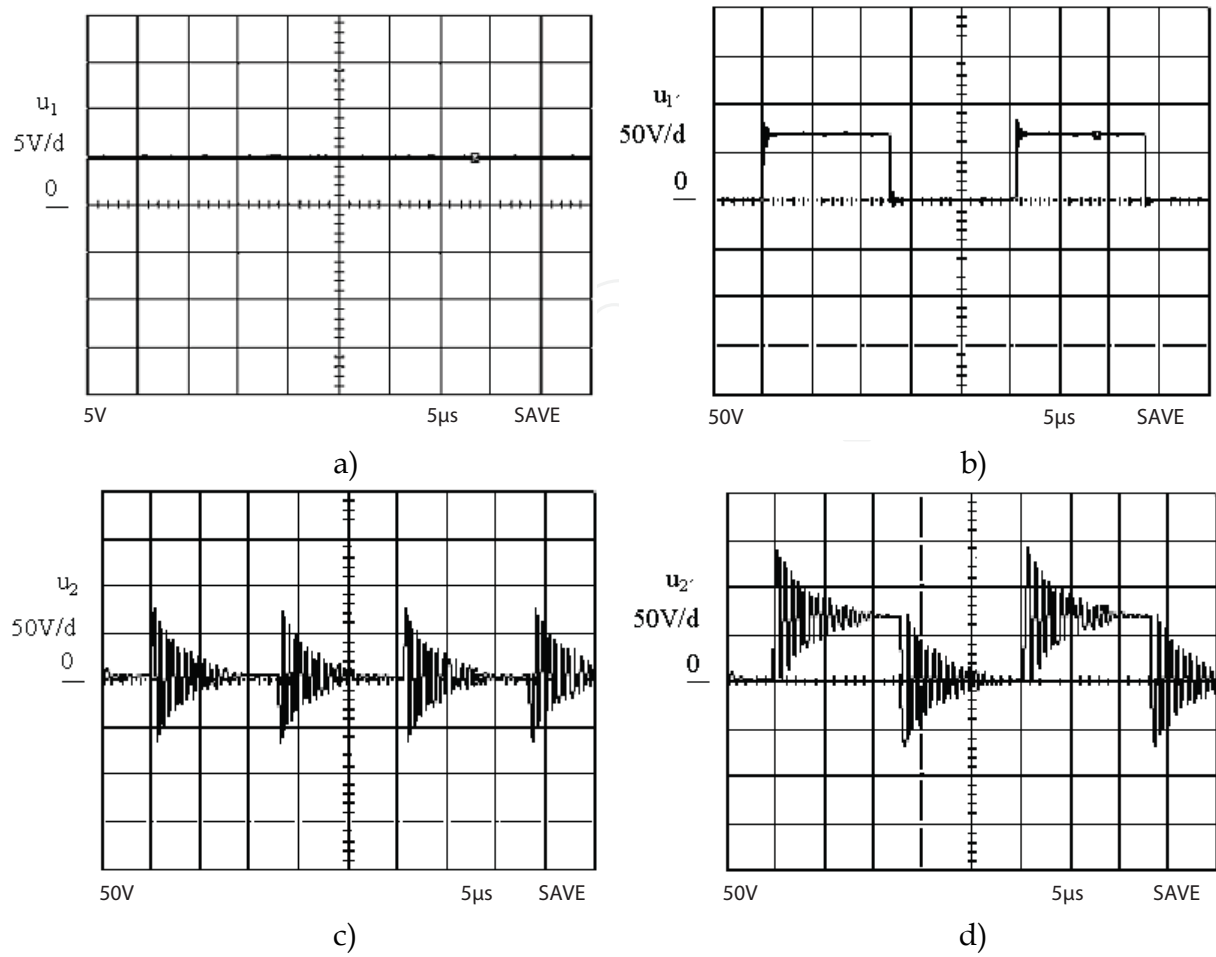 u₁
5V/d
0
5V 5µs SAVE
a)
u₁′
50V/d
0
50V 5µs SAVE
b)
u₂
50V/d
0
50V 5µs SAVE
c)
u₂′
50V/d
0
50V 5µs SAVE
d)